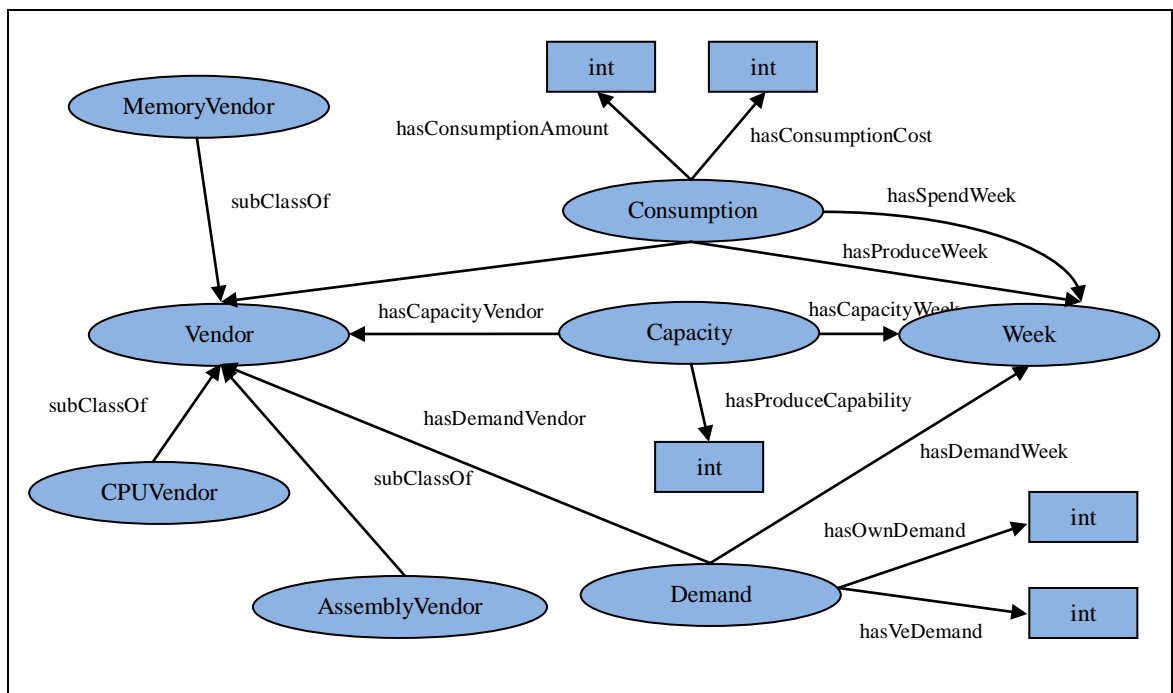 int
int
MemoryVendor
hasConsumptionAmount
hasConsumptionCost
subClassOf
Consumption
hasSpendWeek
hasProduceWeek
hasCapacityVendor
hasCapacityWeek
Vendor
Capacity
Week
subClassOf
hasDemandVendor
hasProduceCapability
subClassOf
int
hasDemandWeek
CPUVendor
int
hasOwnDemand
AssemblyVendor
Demand
int
hasVeDemand